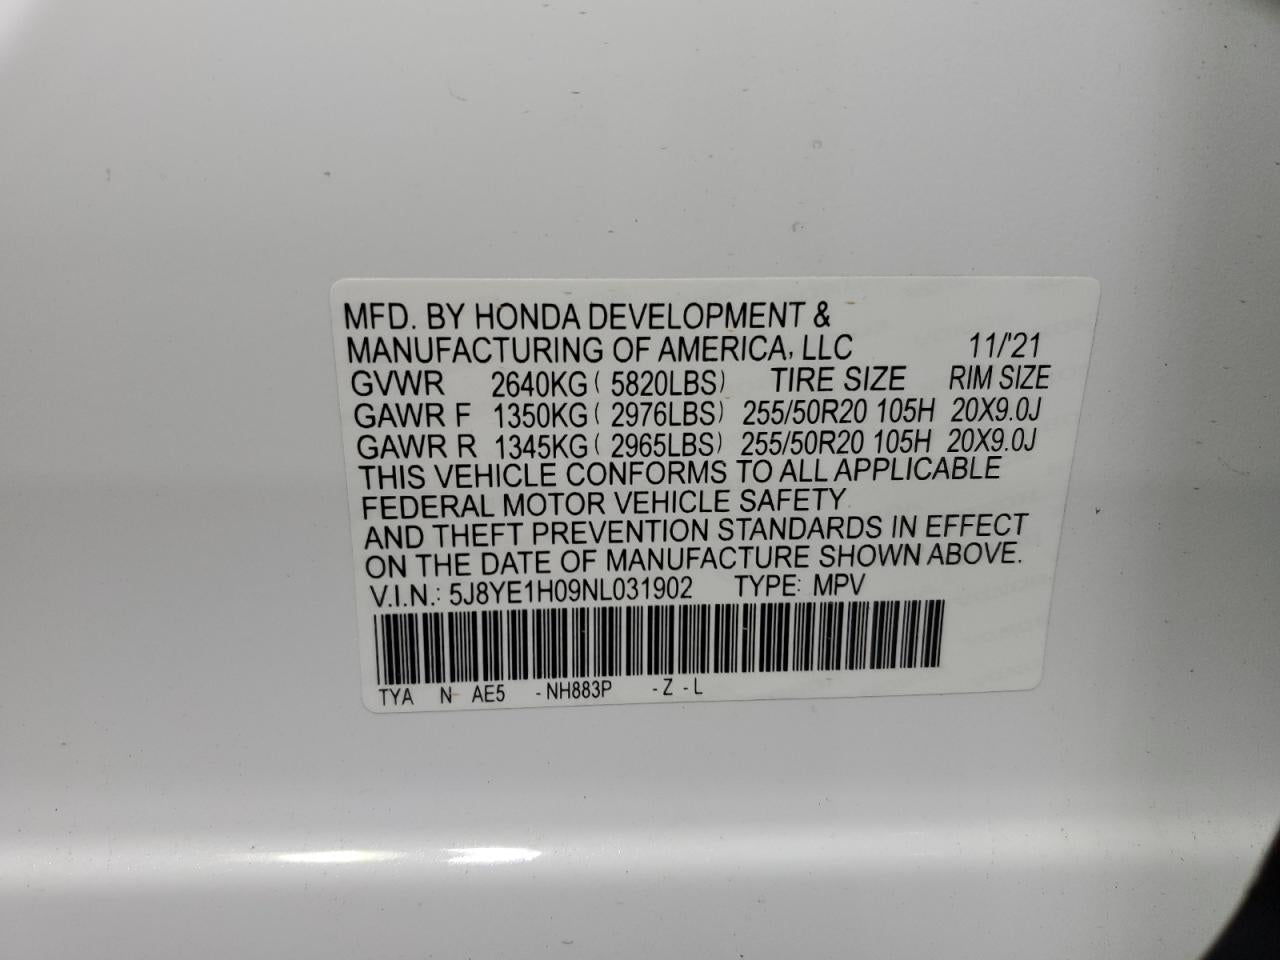 MFD. BY HONDA DEVELOPMENT &
MANUFACTURING OF AMERICA, LLC 11/'21
GVWR 2640KG ( 5820LBS) TIRE SIZE RIM SIZE
GAWR F 1350KG ( 2976LBS) 255/50R20 105H 20X9.0J
GAWR R 1345KG ( 2965LBS) 255/50R20 105H 20X9.0J
THIS VEHICLE CONFORMS TO ALL APPLICABLE
FEDERAL MOTOR VEHICLE SAFETY
AND THEFT PREVENTION STANDARDS IN EFFECT
ON THE DATE OF MANUFACTURE SHOWN ABOVE.
V.I.N.: 5J8YE1H09NL031902 TYPE: MPV
TYA N AE5 -NH883P -Z -L